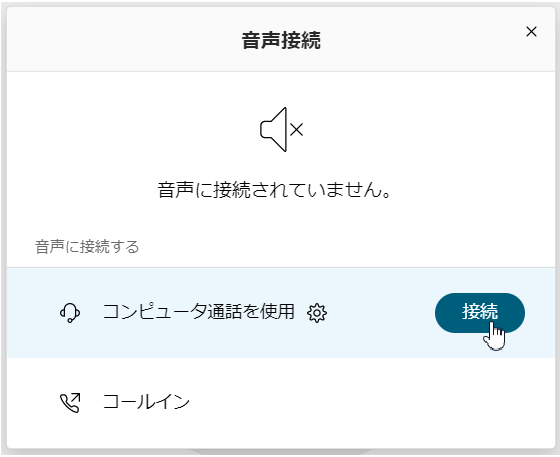 音声接続
音声に接続されていません。
音声に接続する
コンピュータ通話を使用
接続
コールイン